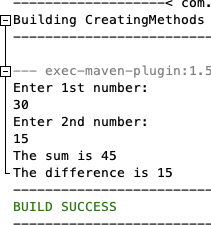 -------------------< com.
Building CreatingMethods
--------------------------
--- exec-maven-plugin:1.5
Enter 1st number:
30
Enter 2nd number:
15
The sum is 45
The difference is 15
--------------------------
BUILD SUCCESS
--------------------------